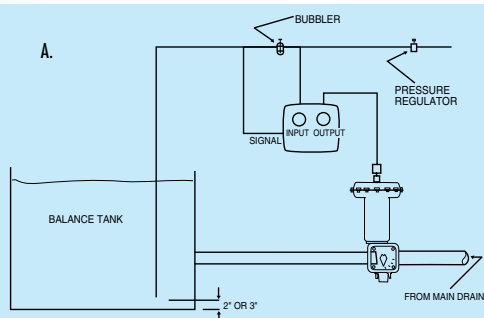 BUBBLER
A.
PRESSURE
REGULATOR
INPUT OUTPUT
SIGNAL
BALANCE TANK
2" OR 3"
FROM MAIN DRAIN